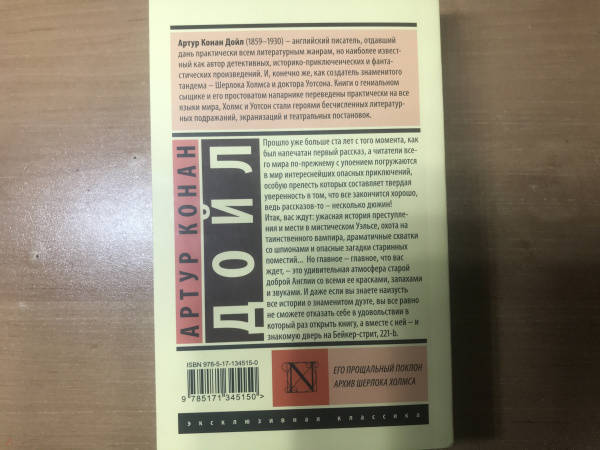 Артур Конан Дойл (1859–1930) – английский писатель, отдавший
дань практически всем литературным жанрам, но наиболее извест-
ный как автор детективных, историко-приключенческих и фанта-
стических произведений. И, конечно же, как создатель знаменитого
тандема – Шерлока Холмса и доктора Уотсона. Книги о гениальном
сыщике и его простоватом напарнике переведены практически на все
языки мира, Холмс и Уотсон стали героями бесчисленных литератур-
ных подражаний, экранизаций и театральных постановок.
АРТУР КОНАН
ДОЙЛ
Прошло уже больше ста лет с того момента, как
был напечатан первый рассказ, а читатели все-
го мира по-прежнему с упоением погружаются
в мир интереснейших опасных приключений,
особую прелесть которых составляет твердая
уверенность в том, что все закончится хорошо,
ведь рассказов-то – несколько дюжин!
Итак, вас ждут: ужасная история преступле-
ния и мести в мистическом Уэльсе, охота на
таинственного вампира, драматичные схватки
со шпионами и опасные загадки старинных
поместий... Но главное – главное, что вас
ждет, – это удивительная атмосфера старой
доброй Англии со всеми ее красками, запахами
и звуками. И даже если вы знаете наизусть
все истории о знаменитом дуэте, вы все равно
не сможете отказать себе в удовольствии в
который раз открыть книгу, а вместе с ней – и
знакомую дверь на Бейкер-стрит, 221-b.
ISBN 978-5-17-134515-0
9 785171 345150>
N
ЕГО ПРОЩАЛЬНЫЙ ПОКЛОН
АРХИВ ШЕРЛОКА ХОЛМСА
эксклюзивная классика